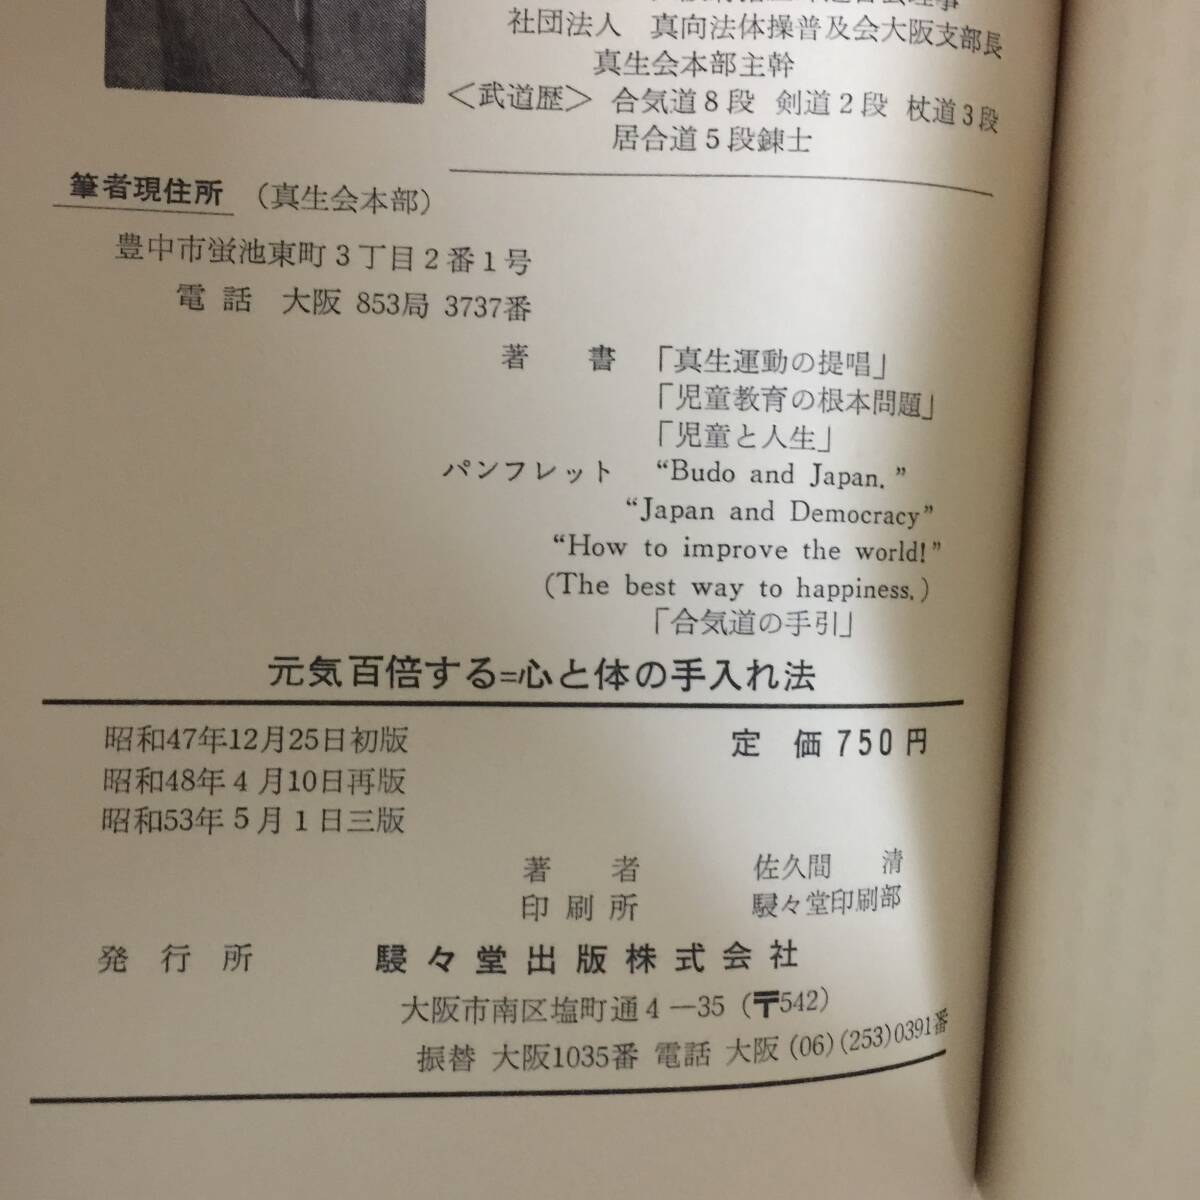 社団法人 真向法体操普及会大阪支部長
真生会本部主幹
＜武道歴＞ 合気道8段 剣道2段 杖道3段
居合道5段錬士
筆者現住所 (真生会本部)
豊中市蛍池東町3丁目2番1号
電話 大阪 853局 3737番
著 書 「真生運動の提唱」
「児童教育の根本問題」
「児童と人生」
パンフレット “Budo and Japan.”
“Japan and Democracy”
“How to improve the world!”
(The best way to happiness.)
「合気道の手引」
元気百倍する=心と体の手入れ法
昭和47年12月25日初版 定 価 750円
昭和48年4月10日再版
昭和53年5月1日三版
著 者 佐久間 清
印刷所 駸々堂印刷部
発行所 駸々堂出版株式会社
大阪市南区塩町通4―35 (〒542)
振替 大阪1035番 電話 大阪 (06) (253)0391番